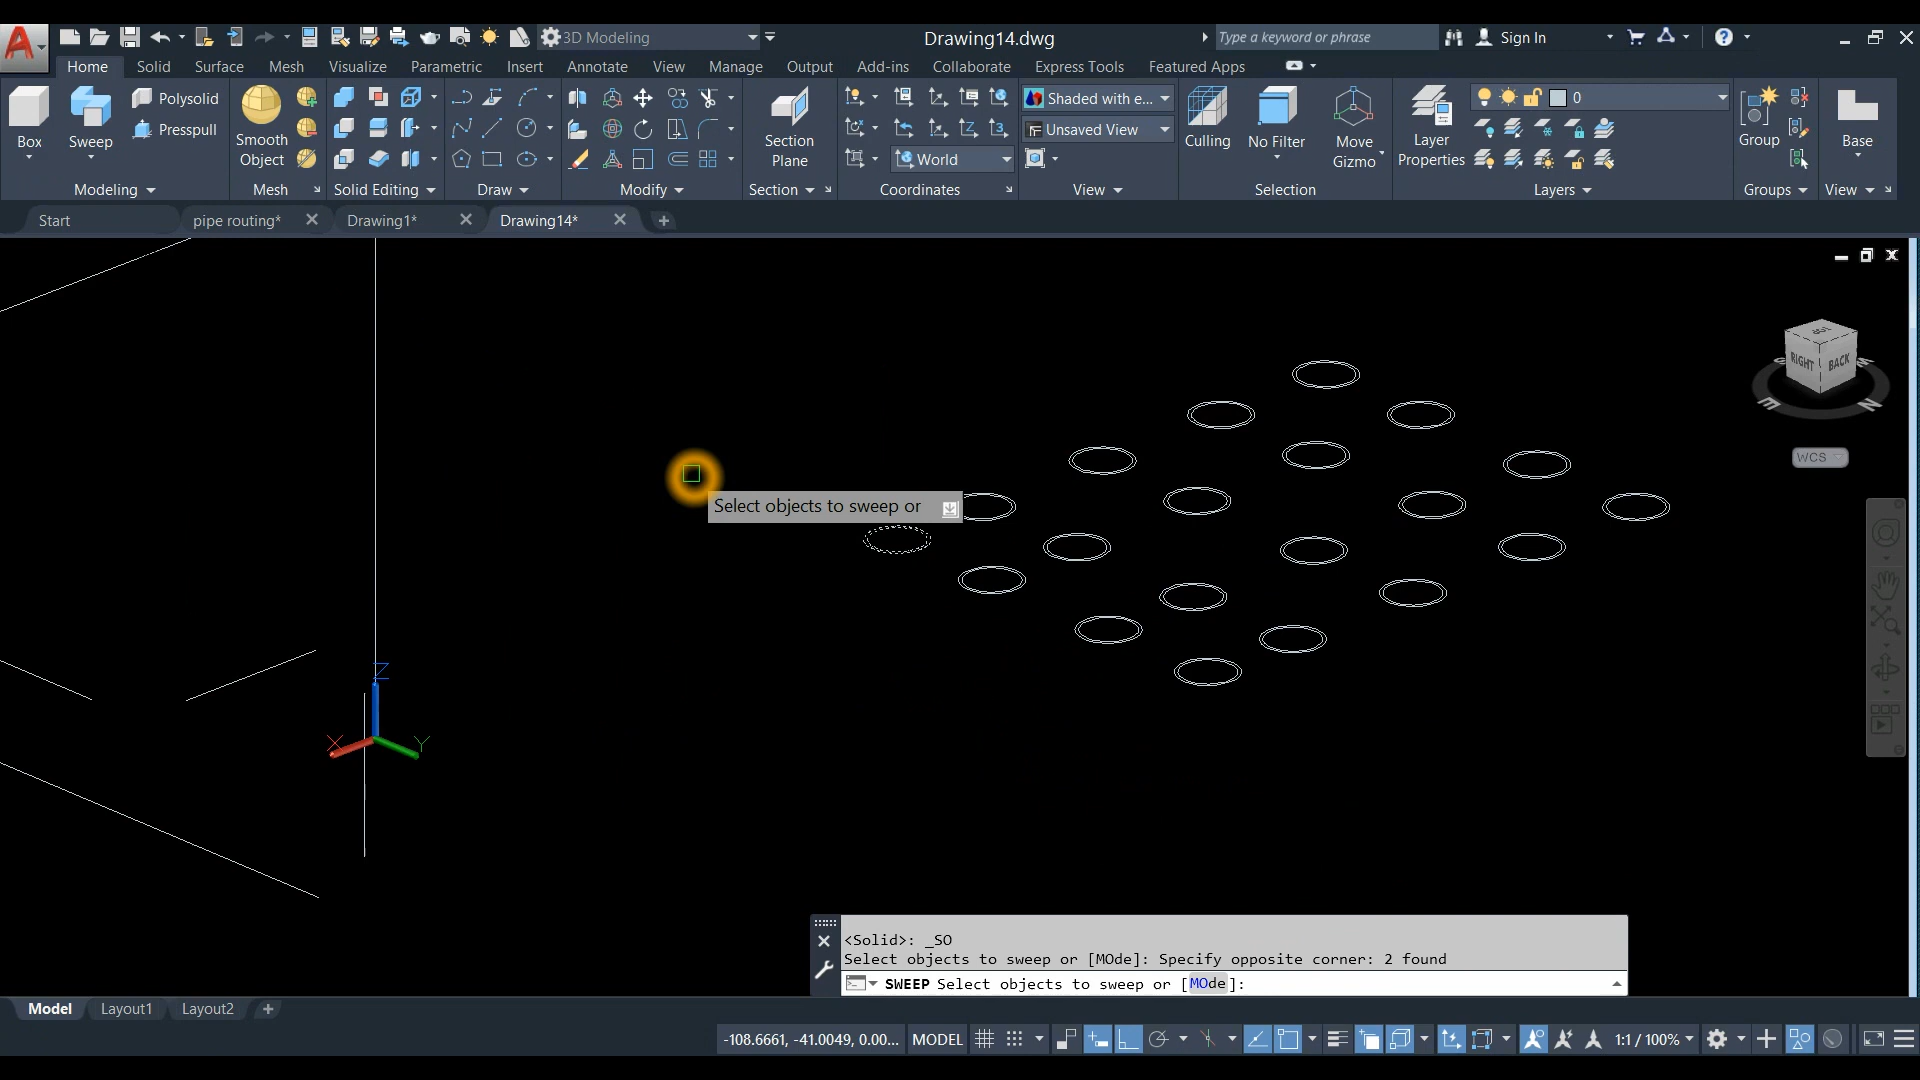 3D Modeling
Drawing14.dwg
Type a keyword or phrase
Sign In
Home Solid Surface Mesh Visualize Parametric Insert Annotate View Manage Output Add-ins Collaborate Express Tools Featured Apps
Box
Sweep
Polysolid
Presspull
Smooth
Object
Section
Plane
World
Shaded with e...
Unsaved View
Culling
No Filter
Move
Gizmo
Layer
Properties
0
Group
Base
Modeling
Mesh
Solid Editing
Draw
Modify
Section
Coordinates
View
Selection
Layers
Groups
View
Start
pipe routing*
Drawing1*
Drawing14*
TOP
RIGHT
BACK
E
N
WCS
Select objects to sweep or
Z
X
Y
<Solid>: _SO
Select objects to sweep or [MOde]: Specify opposite corner: 2 found
SWEEP Select objects to sweep or [MOde]:
Model
Layout1
Layout2
-108.6661, -41.0049, 0.00...
MODEL
1:1 / 100%